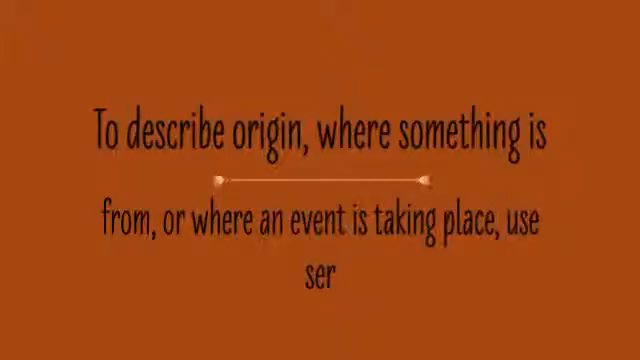 To describe origin, where something is
from, or where an event is taking place, use
ser